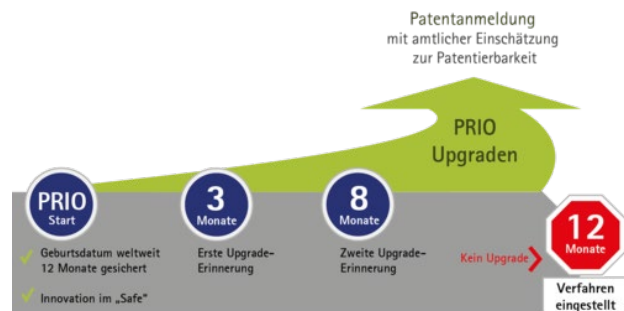 Patentanmeldung
mit amtlicher Einschätzung
zur Patentierbarkeit
PRIO
Upgraden
PRIO
Start
3
Monate
8
Monate
12
Monate
Geburtsdatum weltweit
12 Monate gesichert
Innovation im „Safe“
Erste Upgrade-
Erinnerung
Zweite Upgrade-
Erinnerung
Kein Upgrade
Verfahren
eingestellt